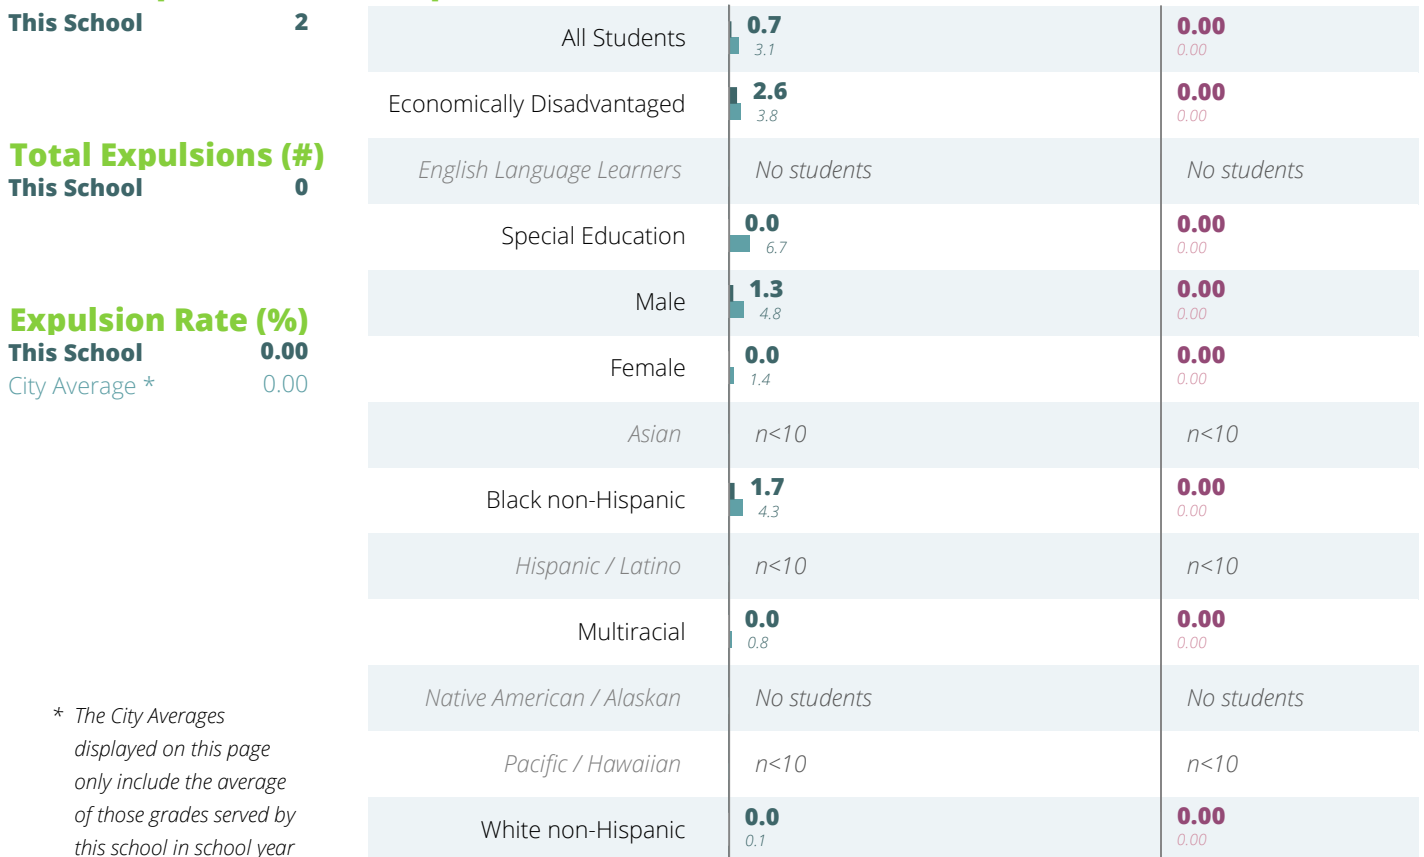 This School 2
Total Expulsions (#)
This School 0
Expulsion Rate (%)
This School 0.00
City Average * 0.00
* The City Averages
displayed on this page
only include the average
of those grades served by
this school in school year
All Students 0.7 0.00
3.1 0.00
Economically Disadvantaged 2.6 0.00
3.8 0.00
English Language Learners No students No students
Special Education 0.0 0.00
6.7 0.00
Male 1.3 0.00
4.8 0.00
Female 0.0 0.00
1.4 0.00
Asian n<10 n<10
Black non-Hispanic 1.7 0.00
4.3 0.00
Hispanic / Latino n<10 n<10
Multiracial 0.0 0.00
0.8 0.00
Native American / Alaskan No students No students
Pacific / Hawaiian n<10 n<10
White non-Hispanic 0.0 0.00
0.1 0.00